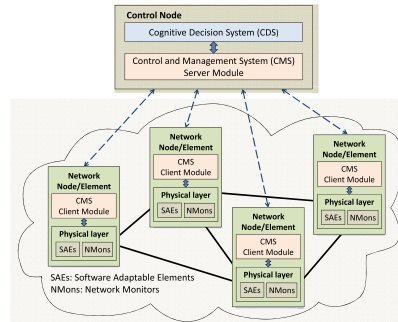 Control Node
Cognitive Decision System (CDS)
Control and Management System (CMS)
Server Module
Network
Node/Element
CMS
Client Module
Physical layer
SAEs NMons
Network
Node/Element
CMS
Client Module
Physical layer
SAEs NMons
Network
Node/Element
CMS
Client Module
Physical layer
SAEs NMons
Network
Node/Element
CMS
Client Module
Physical layer
SAEs NMons
SAEs: Software Adaptable Elements
NMons: Network Monitors